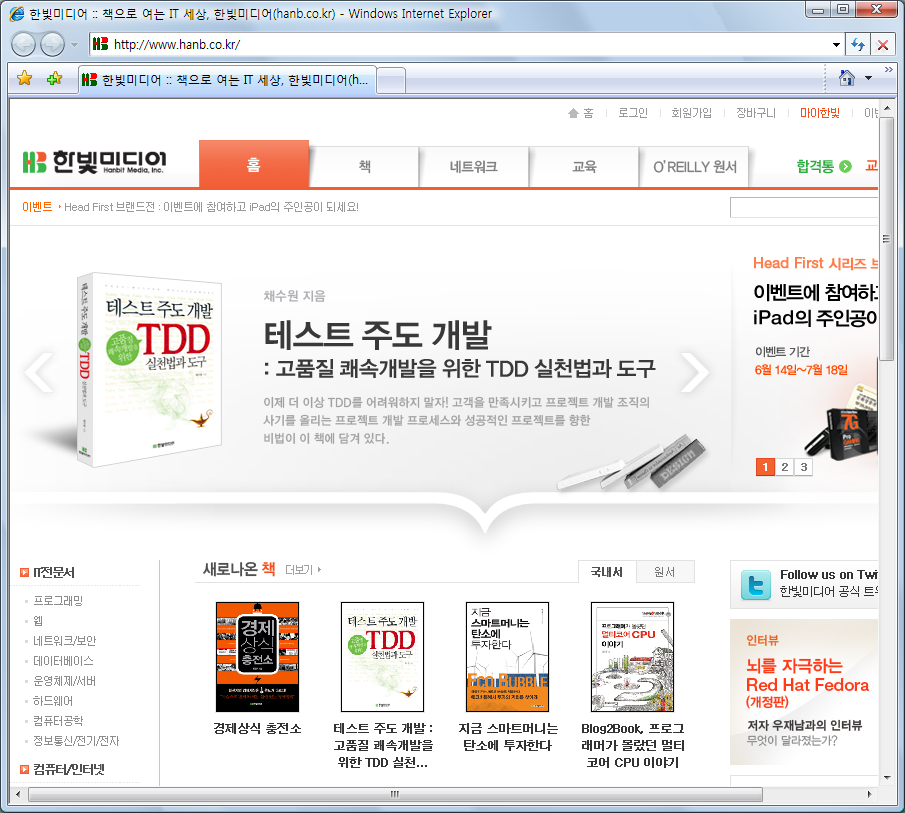 한빛미디어 :: 책으로 여는 IT 세상, 한빛미디어(hanb.co.kr) - Windows Internet Explorer
http://www.hanb.co.kr/
한빛미디어 :: 책으로 여는 IT 세상, 한빛미디어(h...
홈 로그인 회원가입 장바구니 마이한빛
한빛미디어
Hanbit Media, Inc.
홈 책 네트워크 교육 O'REILLY 원서 합격통
이벤트 Head First 브랜드전 : 이벤트에 참여하고 iPad의 주인공이 되세요!
테스트 주도 개발
고품질 쾌속개발을 위한
TDD
실천법과 도구
한빛미디어
채수원 지음
테스트 주도 개발
: 고품질 쾌속개발을 위한 TDD 실천법과 도구
이제 더 이상 TDD를 어려워하지 말자! 고객을 만족시키고 프로젝트 개발 조직의
사기를 올리는 프로젝트 개발 프로세스와 성공적인 프로젝트를 향한
비법이 이 책에 담겨 있다.
DESIGN
Head First 시리즈
이벤트에 참여하고
iPad의 주인공이
이벤트 기간
6월 14일~7월 18일
7G
1 2 3
IT전문서
프로그래밍
웹
네트워크/보안
데이터베이스
운영체제/서버
하드웨어
컴퓨터공학
정보통신/전기/전자
컴퓨터/인터넷
새로나온 책 더보기
국내서 원서
경제
상식
충전소
테스트 주도 개발
TDD
실천법과 도구
지금
스마트머니는
탄소에
투자한다
ECO BUBBLE
프로그래머가 몰랐던
멀티코어 CPU
이야기
경제상식 충전소
테스트 주도 개발 :
고품질 쾌속개발을
위한 TDD 실천...
지금 스마트머니는
탄소에 투자한다
Blog2Book, 프로그
래머가 몰랐던 멀티
코어 CPU 이야기
Follow us on Twi
한빛미디어 공식 트위
인터뷰
뇌를 자극하는
Red Hat Fedora
(개정판)
저자 우재남과의 인터뷰
무엇이 달라졌는가?